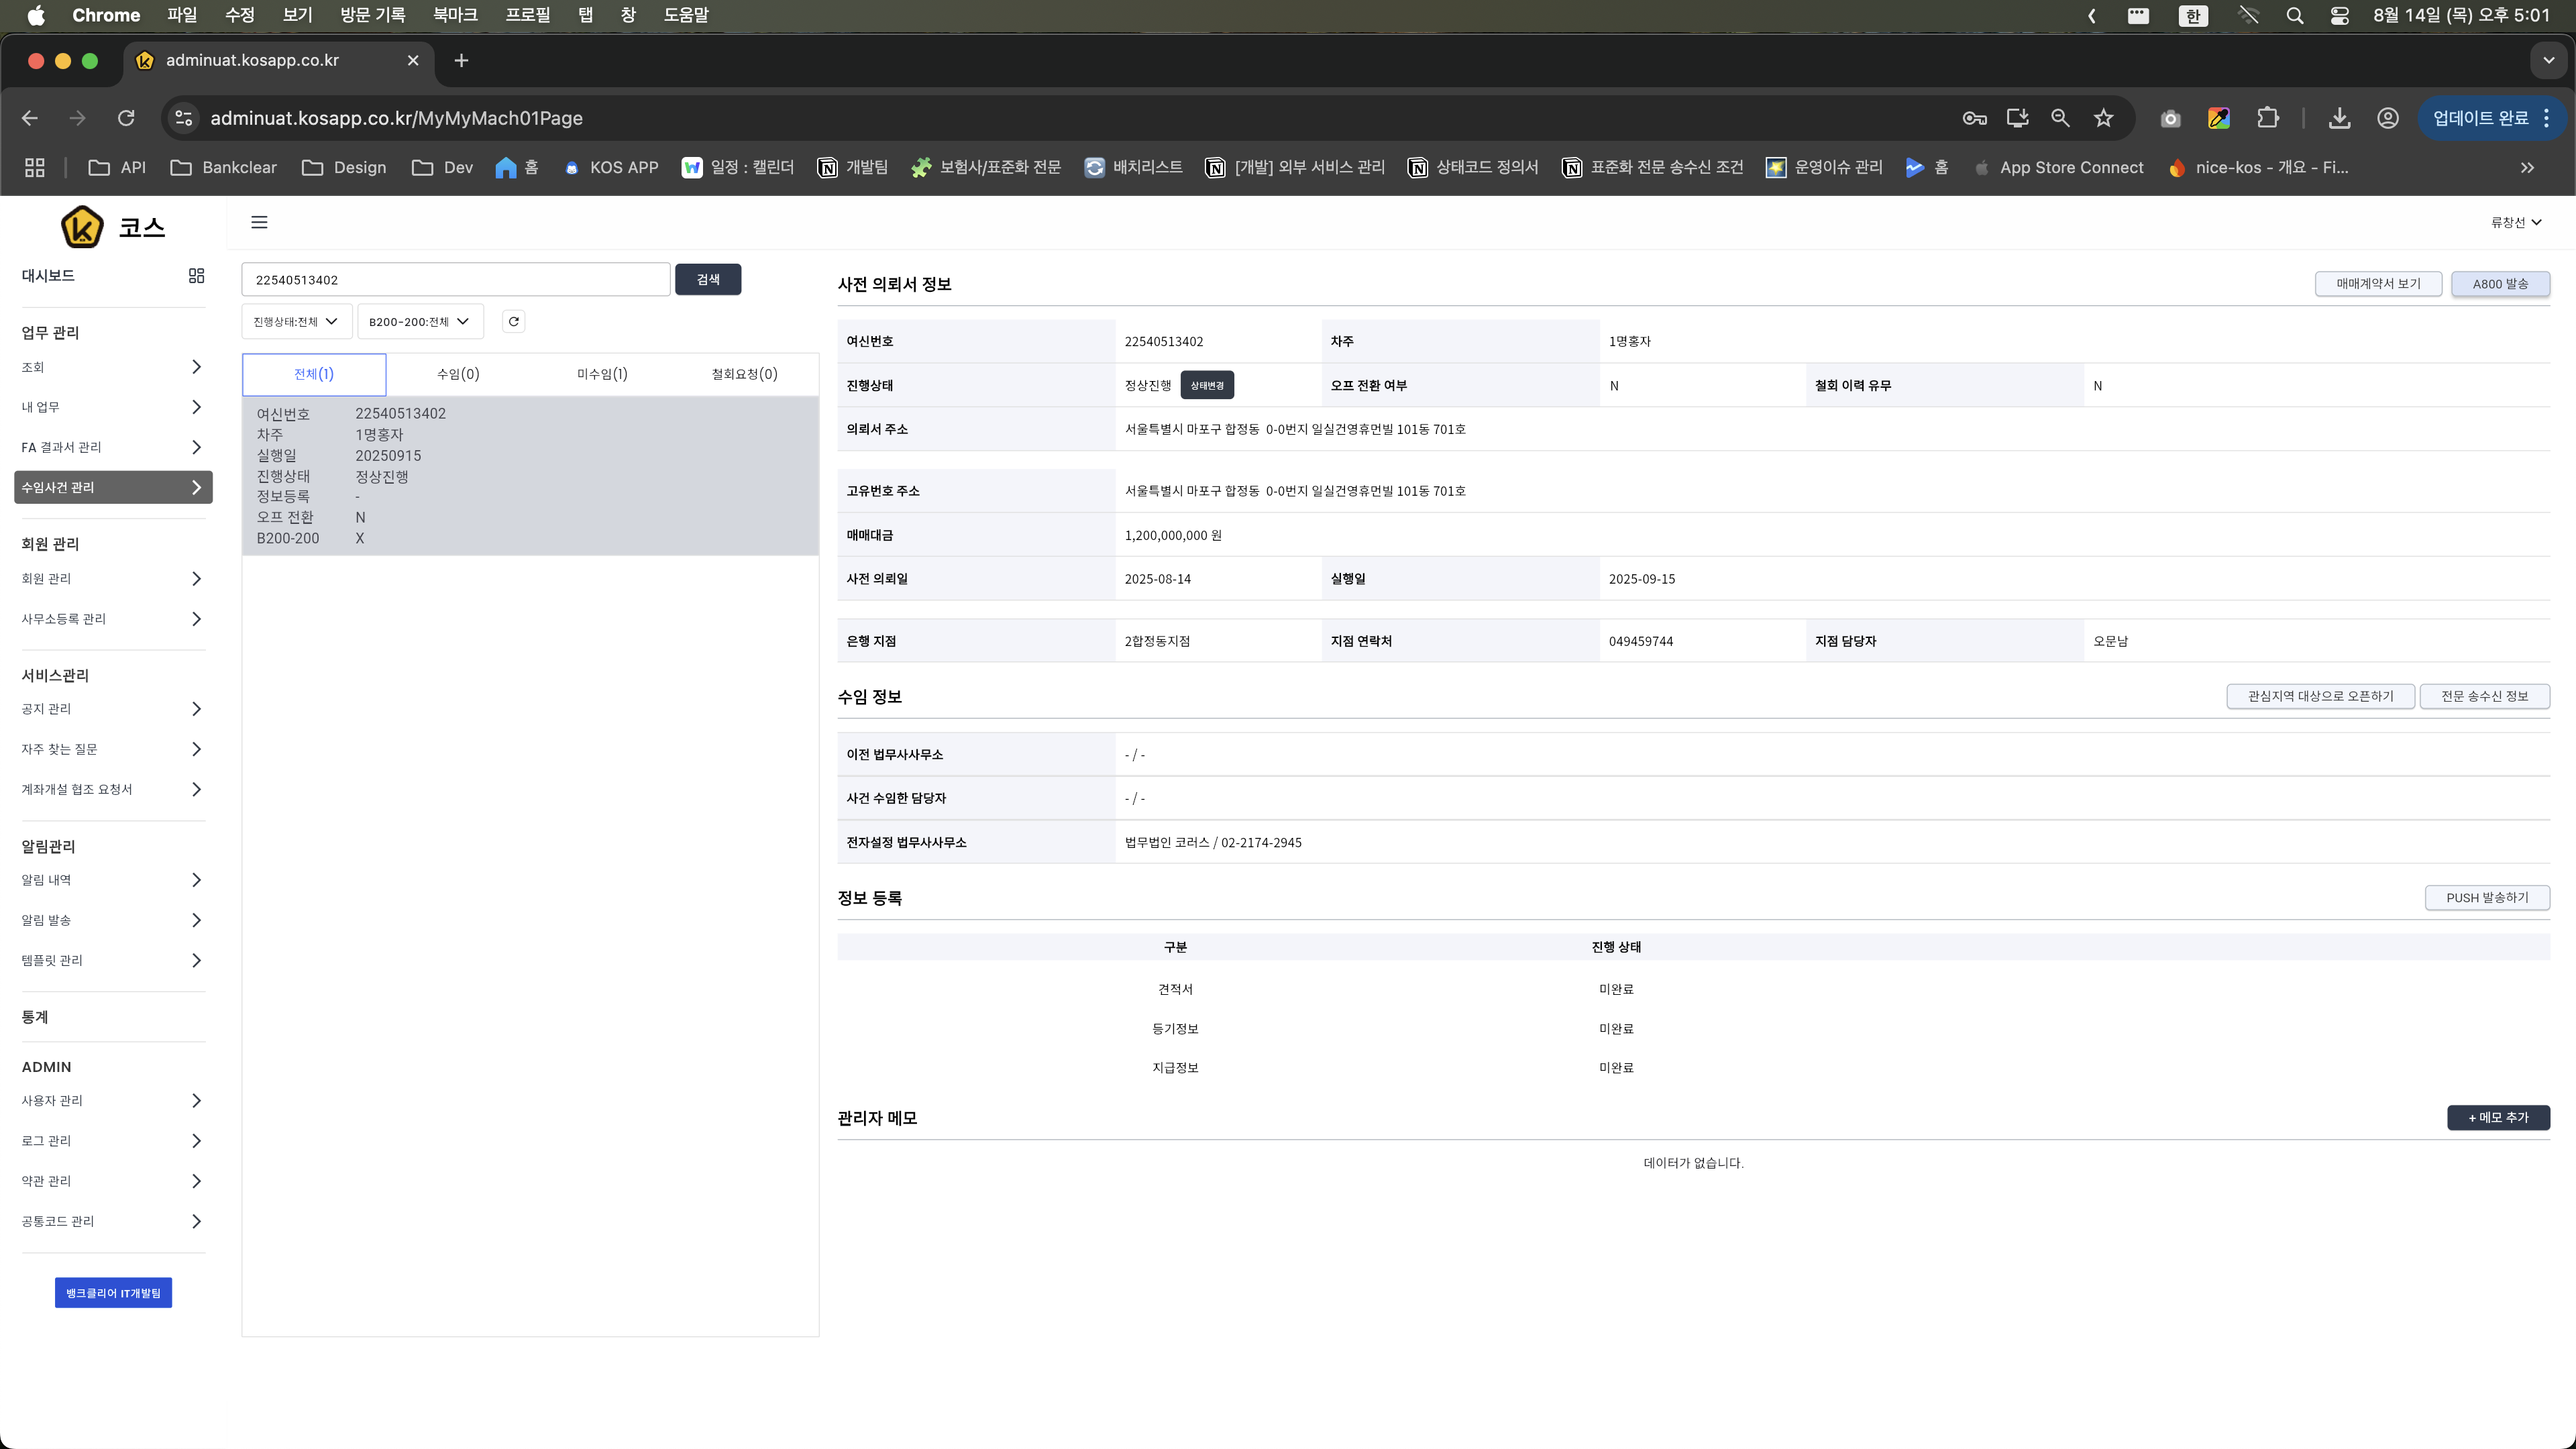 Chrome 파일 수정 보기 방문 기록 북마크 프로필 탭 창 도움말 한 8월 14일 (목) 오후 5:01
adminuat.kosapp.co.kr
adminuat.kosapp.co.kr/MyMyMach01Page 업데이트 완료
API Bankclear Design Dev 홈 KOS APP 일정 : 캘린더 개발팀 보험사/표준화 전문 배치리스트 [개발] 외부 서비스 관리 상태코드 정의서 표준화 전문 송수신 조건 운영이슈 관리 홈 App Store Connect nice-kos - 개요 - Fi...
코스
류창선
대시보드
업무 관리
조회
내 업무
FA 결과서 관리
수임사건 관리
회원 관리
회원 관리
사무소등록 관리
서비스관리
공지 관리
자주 찾는 질문
계좌개설 협조 요청서
알림관리
알림 내역
알림 발송
템플릿 관리
통계
ADMIN
사용자 관리
로그 관리
약관 관리
공통코드 관리
뱅크클리어 IT개발팀
22540513402 검색
진행상태:전체 B200-200:전체
전체(1) 수임(0) 미수임(1) 철회요청(0)
여신번호 22540513402
차주 1명홍자
실행일 20250915
진행상태 정상진행
정보등록 -
오프 전환 N
B200-200 X
사전 의뢰서 정보 매매계약서 보기 A800 발송
여신번호 22540513402 차주 1명홍자
진행상태 정상진행 상태변경 오프 전환 여부 N 철회 이력 유무 N
의뢰서 주소 서울특별시 마포구 합정동 0-0번지 일실건영휴먼빌 101동 701호
고유번호 주소 서울특별시 마포구 합정동 0-0번지 일실건영휴먼빌 101동 701호
매매대금 1,200,000,000 원
사전 의뢰일 2025-08-14 실행일 2025-09-15
은행 지점 2합정동지점 지점 연락처 049459744 지점 담당자 오문남
수임 정보 관심지역 대상으로 오픈하기 전문 송수신 정보
이전 법무사사무소 - / -
사건 수임한 담당자 - / -
전자설정 법무사사무소 법무법인 코러스 / 02-2174-2945
정보 등록 PUSH 발송하기
구분 진행 상태
견적서 미완료
등기정보 미완료
지급정보 미완료
관리자 메모 + 메모 추가
데이터가 없습니다.